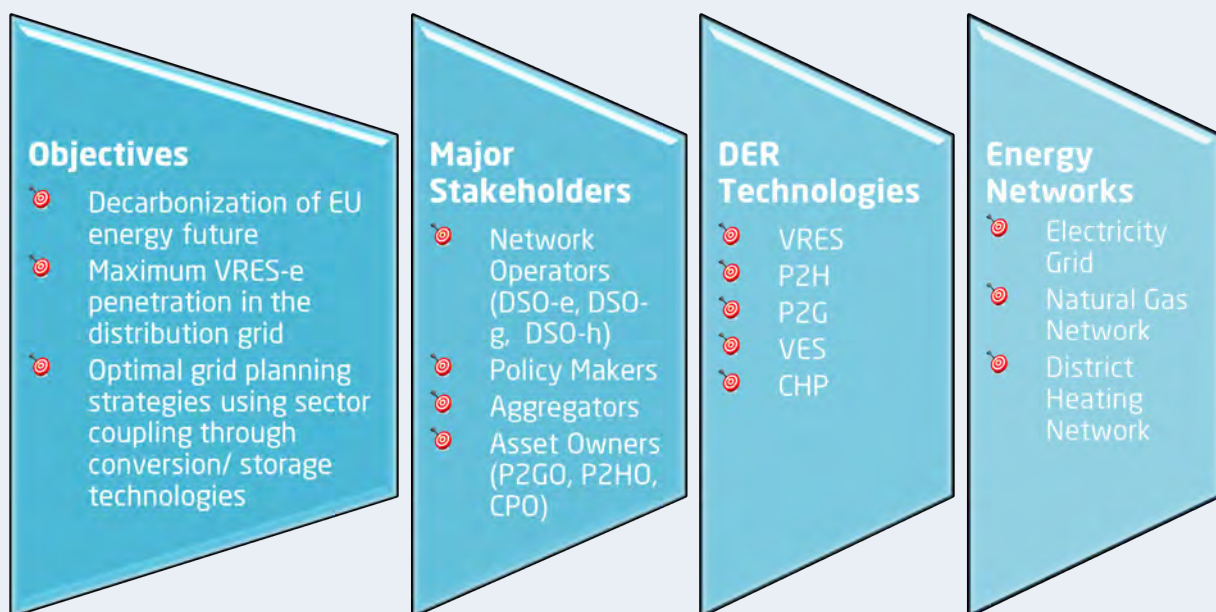 Objectives
Decarbonization of EU
energy future
Maximum VRES-e
penetration in the
distribution grid
Optimal grid planning
strategies using sector
coupling through
conversion/ storage
technologies
Major
Stakeholders
Network
Operators
(DSO-e, DSO-
g, DSO-h)
Policy Makers
Aggregators
Asset Owners
(P2GO, P2HO,
CPO)
DER
Technologies
VRES
P2H
P2G
VES
CHP
Energy
Networks
Electricity
Grid
Natural Gas
Network
District
Heating
Network